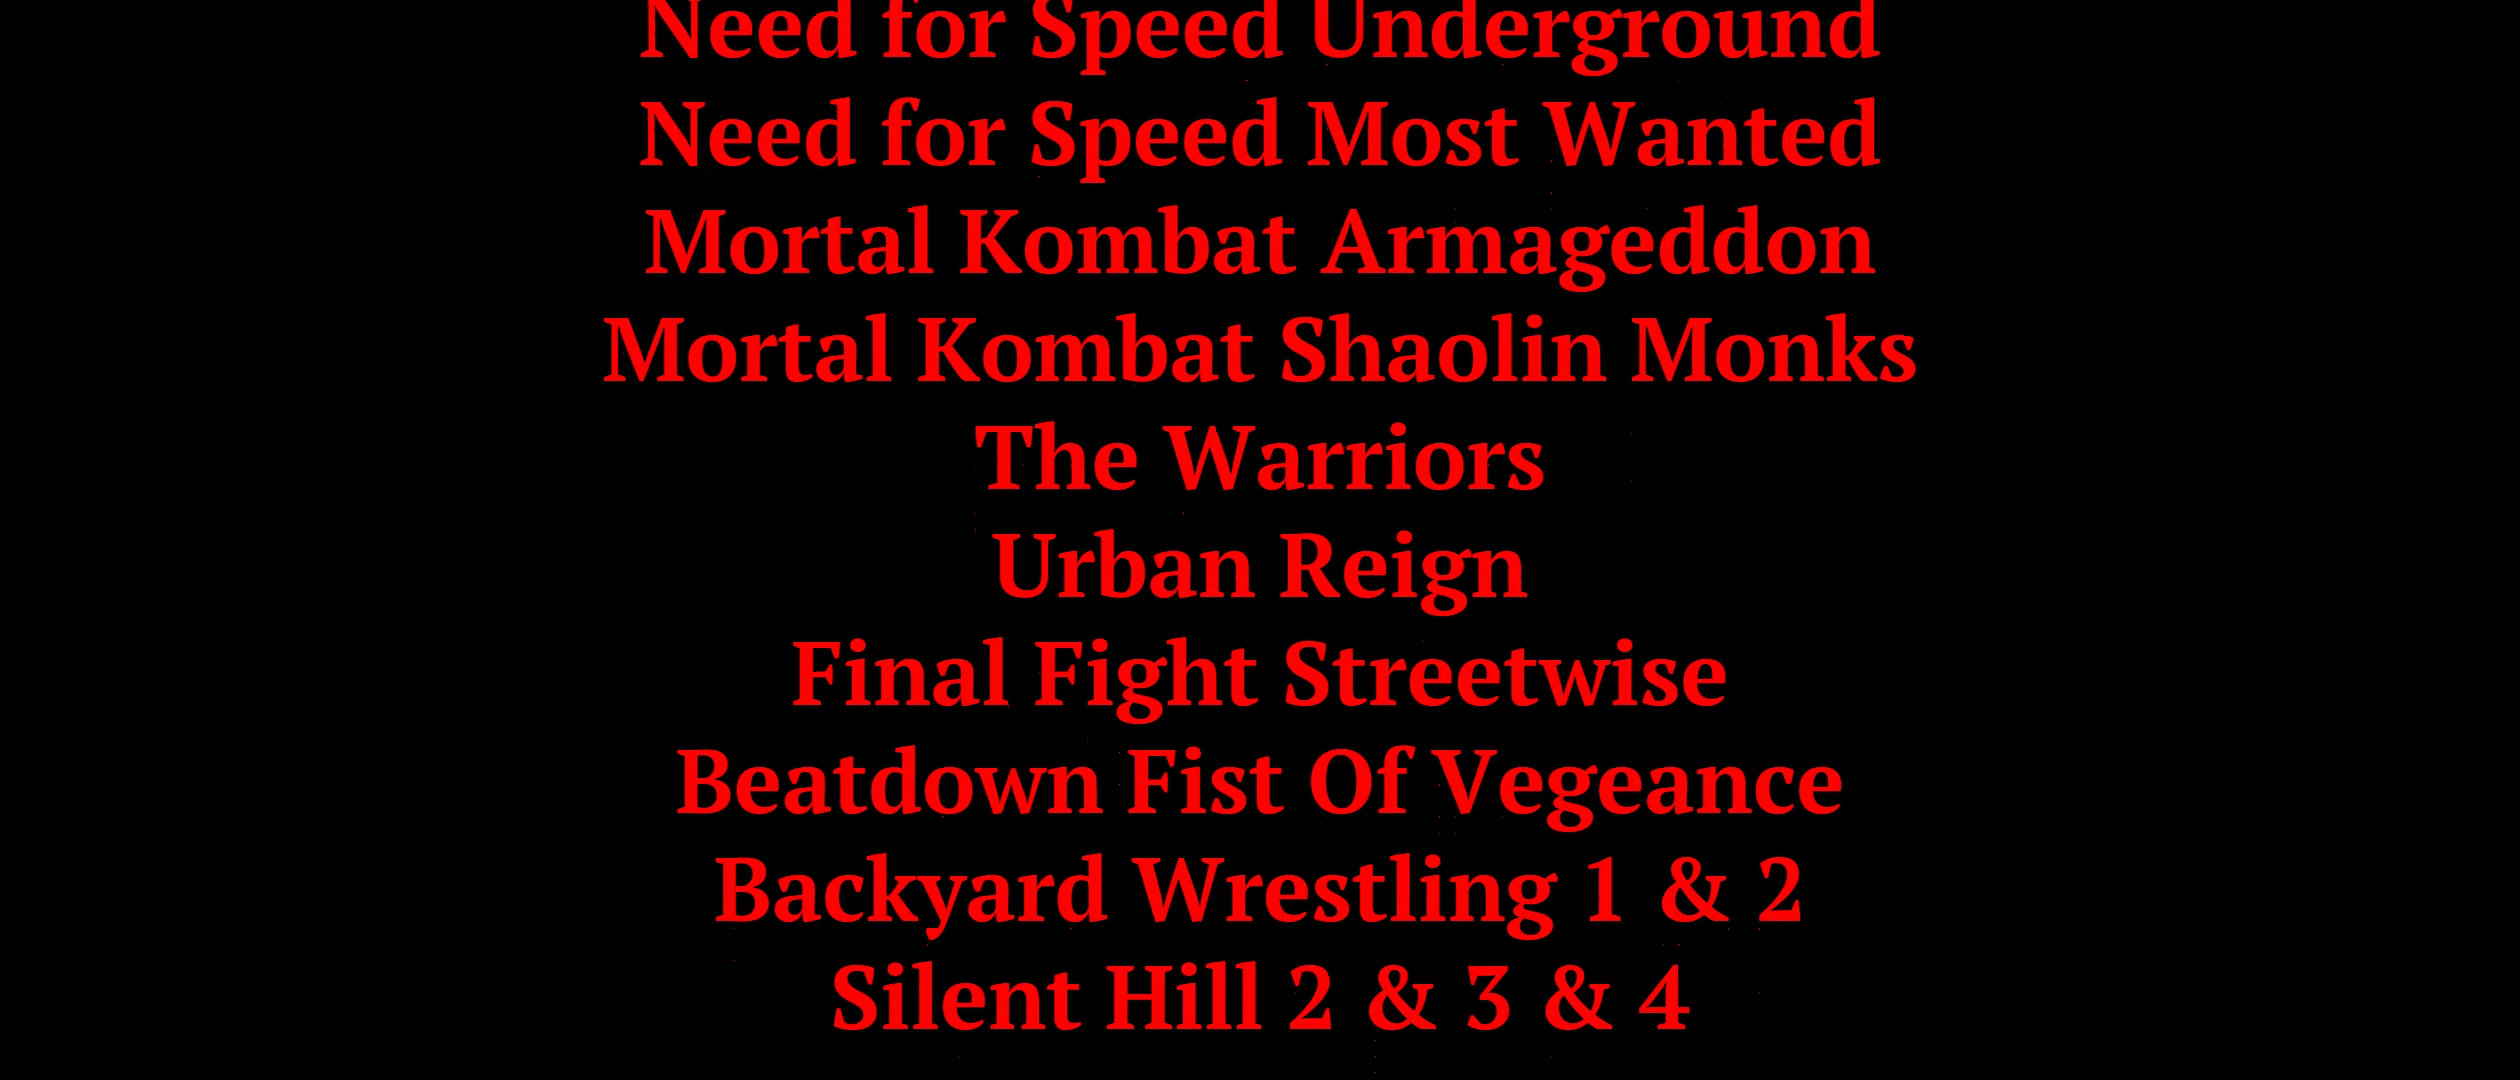 Need for Speed Underground
Need for Speed Most Wanted
Mortal Kombat Armageddon
Mortal Kombat Shaolin Monks
The Warriors
Urban Reign
Final Fight Streetwise
Beatdown Fist Of Vegeance
Backyard Wrestling 1 & 2
Silent Hill 2 & 3 & 4